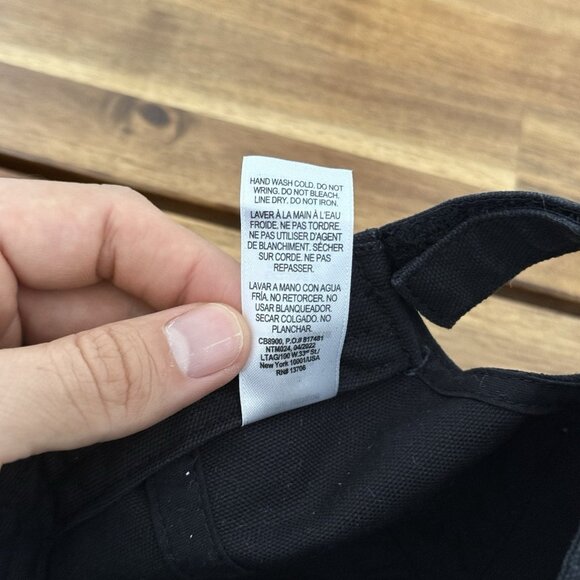 HAND WASH COLD. DO NOT
WRING. DO NOT BLEACH.
LINE DRY. DO NOT IRON.
LAVER À LA MAIN À L'EAU
FROIDE. NE PAS TORDRE.
NE PAS UTILISER D'AGENT
DE BLANCHIMENT. SÉCHER
SUR CORDE. NE PAS
REPASSER.
LAVAR A MANO CON AGUA
FRÍA. NO RETORCER. NO
USAR BLANQUEADOR.
SECAR COLGADO. NO
PLANCHAR.
CB8900, P.O.# 817481
NTM024, 04/2022
LTAG/100 W.33rd St./
New York 10001/USA
RN# 13706